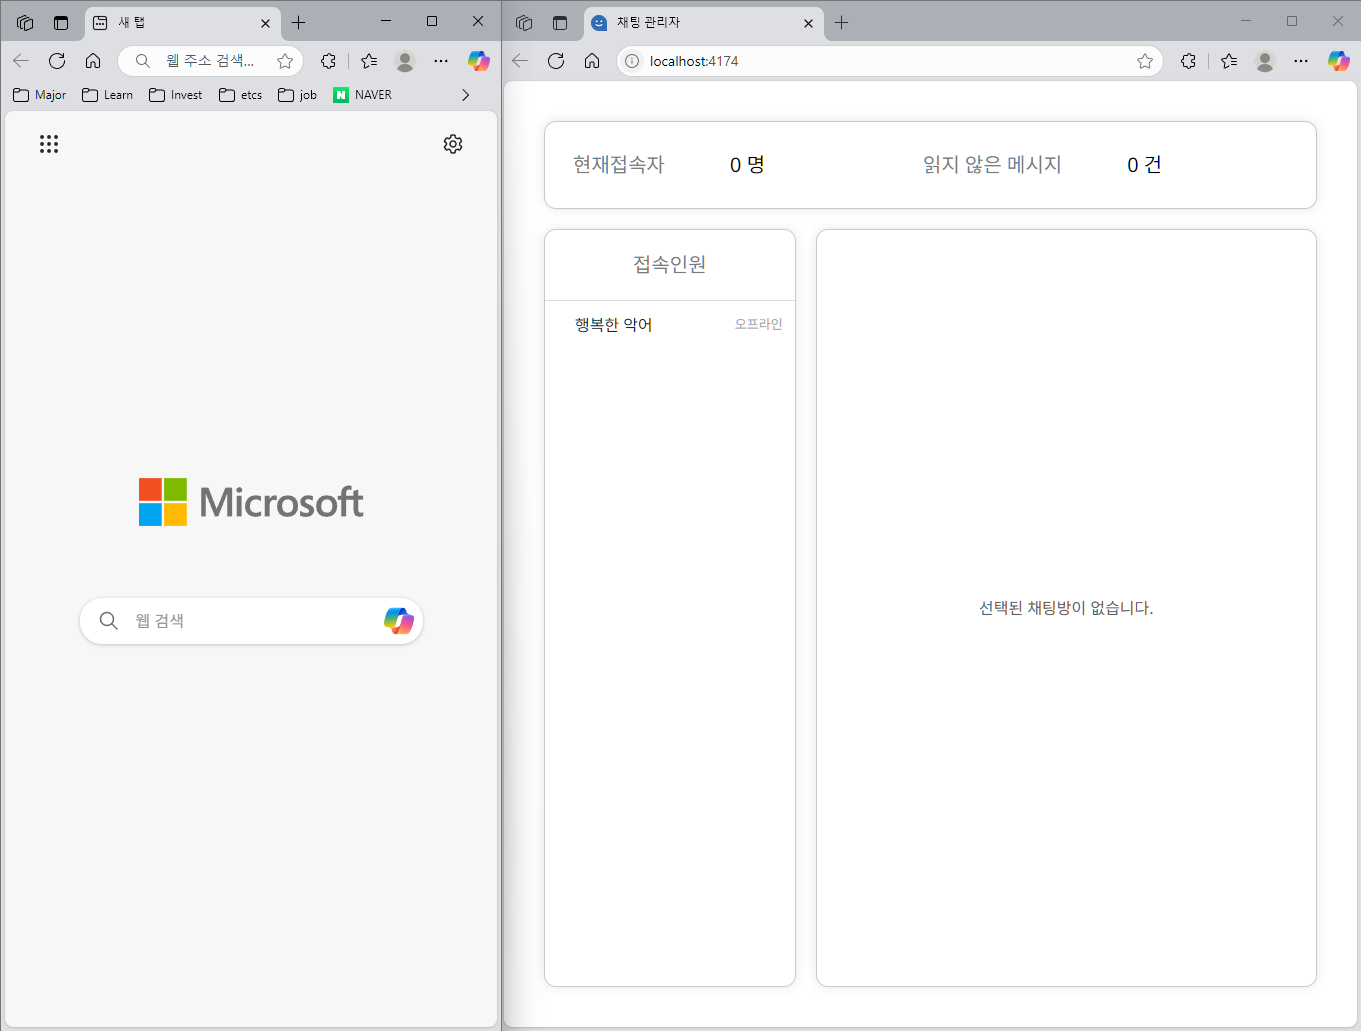 새 탭
웹 주소 검색...
Major Learn Invest etcs job NAVER
Microsoft
웹 검색
채팅 관리자
localhost:4174
현재접속자 0 명 읽지 않은 메시지 0 건
접속인원
행복한 악어 오프라인
선택된 채팅방이 없습니다.